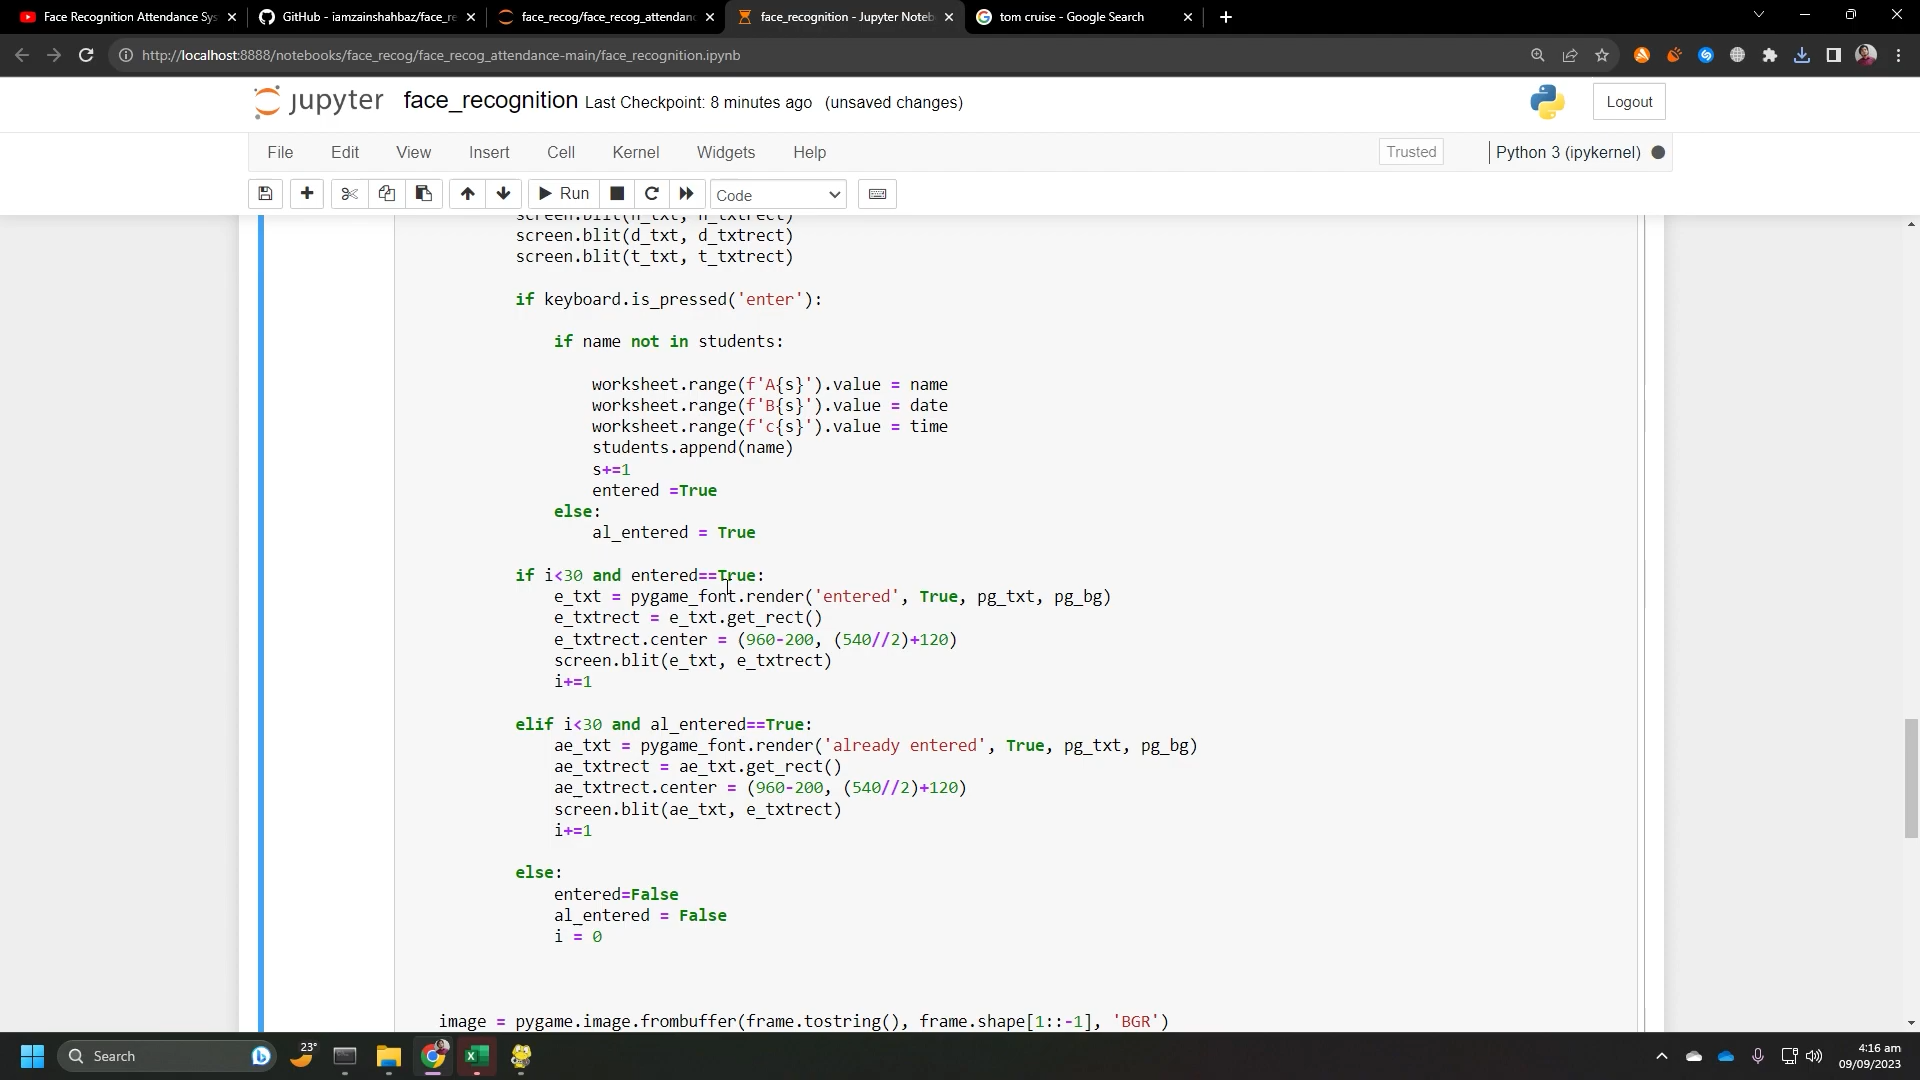 Face Recognition Attendance Sys
GitHub - iamzainshahbaz/face_re
face_recog/face_recog_attendanc
face_recognition - Jupyter Noteb
tom cruise - Google Search
http://localhost:8888/notebooks/face_recog/face_recog_attendance-main/face_recognition.ipynb
jupyter face_recognition Last Checkpoint: 8 minutes ago (unsaved changes)
Logout
File Edit View Insert Cell Kernel Widgets Help
Trusted
Python 3 (ipykernel)
Run
Code
screen.blit(n_txt, n_txtrect)
screen.blit(d_txt, d_txtrect)
screen.blit(t_txt, t_txtrect)
if keyboard.is_pressed('enter'):
if name not in students:
worksheet.range(f'A{s}').value = name
worksheet.range(f'B{s}').value = date
worksheet.range(f'c{s}').value = time
students.append(name)
s+=1
entered =True
else:
al_entered = True
if i<30 and entered==True:
e_txt = pygame_font.render('entered', True, pg_txt, pg_bg)
e_txtrect = e_txt.get_rect()
e_txtrect.center = (960-200, (540//2)+120)
screen.blit(e_txt, e_txtrect)
i+=1
elif i<30 and al_entered==True:
ae_txt = pygame_font.render('already entered', True, pg_txt, pg_bg)
ae_txtrect = ae_txt.get_rect()
ae_txtrect.center = (960-200, (540//2)+120)
screen.blit(ae_txt, e_txtrect)
i+=1
else:
entered=False
al_entered = False
i = 0
image = pygame.image.frombuffer(frame.tostring(), frame.shape[1::-1], 'BGR')
Search
23°
4:16 am
09/09/2023